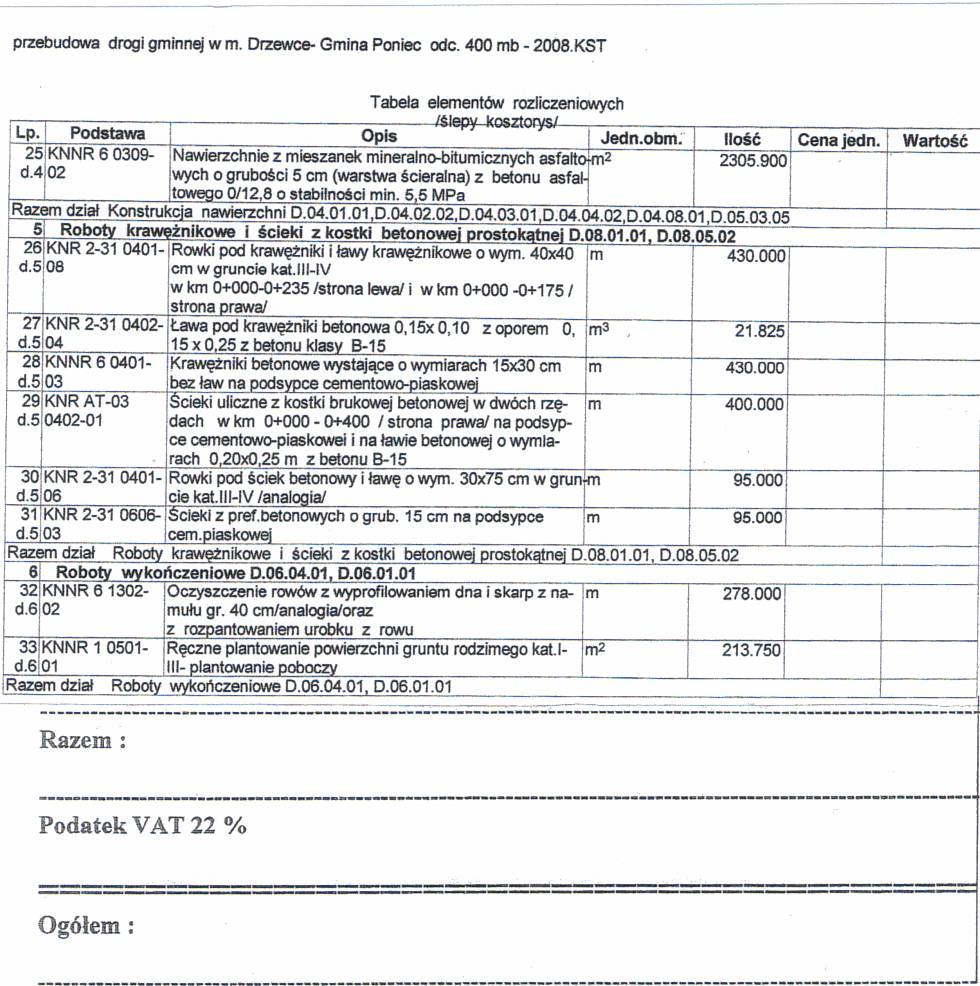 przebudowa drogi gminnej w m. Drzewce- Gmina Poniec odc. 400 mb - 2008.KST
Tabela elementów rozliczeniowych
/ślepy kosztorys/
Lp. Podstawa Opis Jedn.obm. Ilość Cena jedn. Wartość
25 KNNR 6 0309- Nawierzchnie z mieszanek mineralno-bitumicznych asfalto- m2 2305.900
d.4 02 wych o grubości 5 cm (warstwa ścieralna) z betonu asfal-
towego 0/12,8 o stabilności min. 5,5 MPa
Razem dział Konstrukcja nawierzchni D.04.01.01,D.04.02.02,D.04.03.01,D.04.04.02,D.04.08.01,D.05.03.05
5 Roboty krawężnikowe i ścieki z kostki betonowej prostokątnej D.08.01.01, D.08.05.02
26 KNR 2-31 0401- Rowki pod krawężniki i ławy krawężnikowe o wym. 40x40 m 430.000
d.5 08 cm w gruncie kat.III-IV
w km 0+000-0+235 /strona lewa/ i w km 0+000 -0+175 /
strona prawa/
27 KNR 2-31 0402- Ława pod krawężniki betonowa 0,15x 0,10 z oporem 0, m3 21.825
d.5 04 15 x 0,25 z betonu klasy B-15
28 KNNR 6 0401- Krawężniki betonowe wystające o wymiarach 15x30 cm m 430.000
d.5 03 bez ław na podsypce cementowo-piaskowej
29 KNR AT-03 Ścieki uliczne z kostki brukowej betonowej w dwóch rzę- m 400.000
d.5 0402-01 dach w km 0+000 - 0+400 / strona prawa/ na podsyp-
ce cementowo-piaskowei i na ławie betonowej o wymia-
rach 0,20x0,25 m z betonu B-15
30 KNR 2-31 0401- Rowki pod ściek betonowy i ławę o wym. 30x75 cm w grun- m 95.000
d.5 06 cie kat.III-IV /analogia/
31 KNR 2-31 0606- Ścieki z pref.betonowych o grub. 15 cm na podsypce m 95.000
d.5 03 cem.piaskowej
Razem dział Roboty krawężnikowe i ścieki z kostki betonowej prostokątnej D.08.01.01, D.08.05.02
6 Roboty wykończeniowe D.06.04.01, D.06.01.01
32 KNNR 6 1302- Oczyszczenie rowów z wyprofilowaniem dna i skarp z na- m 278.000
d.6 02 mułu gr. 40 cm/analogia/oraz
z rozpantowaniem urobku z rowu
33 KNNR 1 0501- Ręczne plantowanie powierzchni gruntu rodzimego kat.I- m2 213.750
d.6 01 III- plantowanie poboczy
Razem dział Roboty wykończeniowe D.06.04.01, D.06.01.01
Razem :
Podatek VAT 22 %
Ogółem :